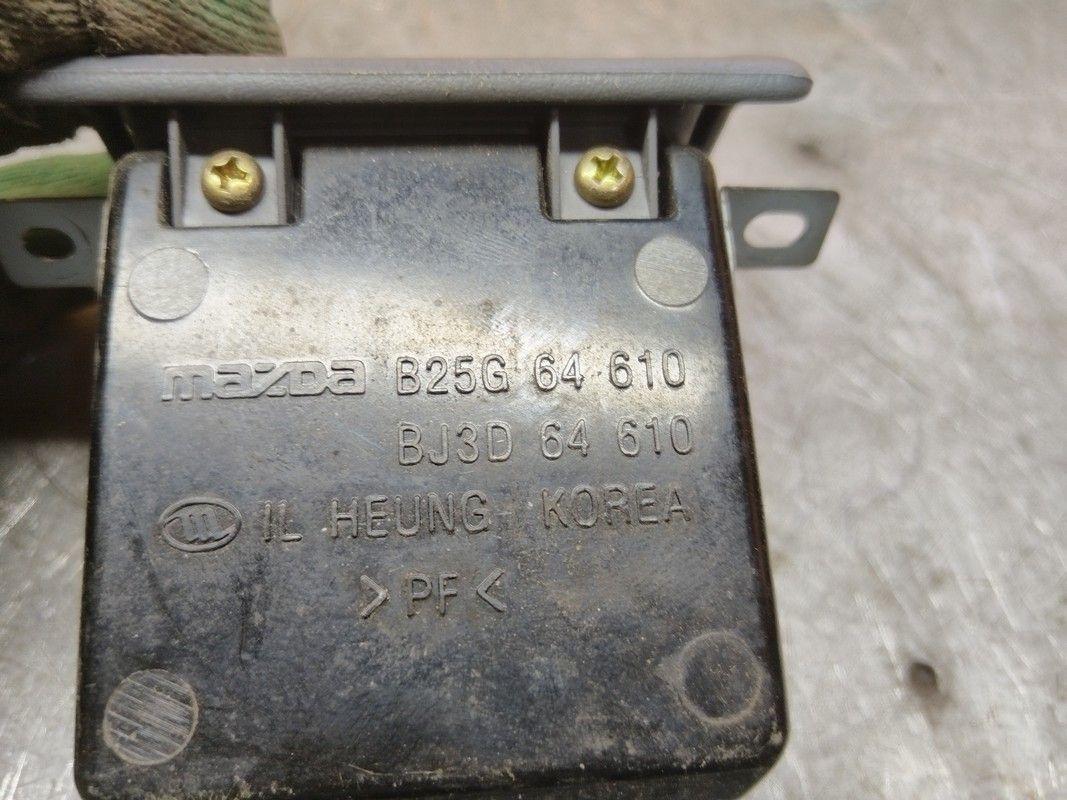 mazda B25G 64 610
BJ3D 64 610
IL HEUNG KOREA
>PF<